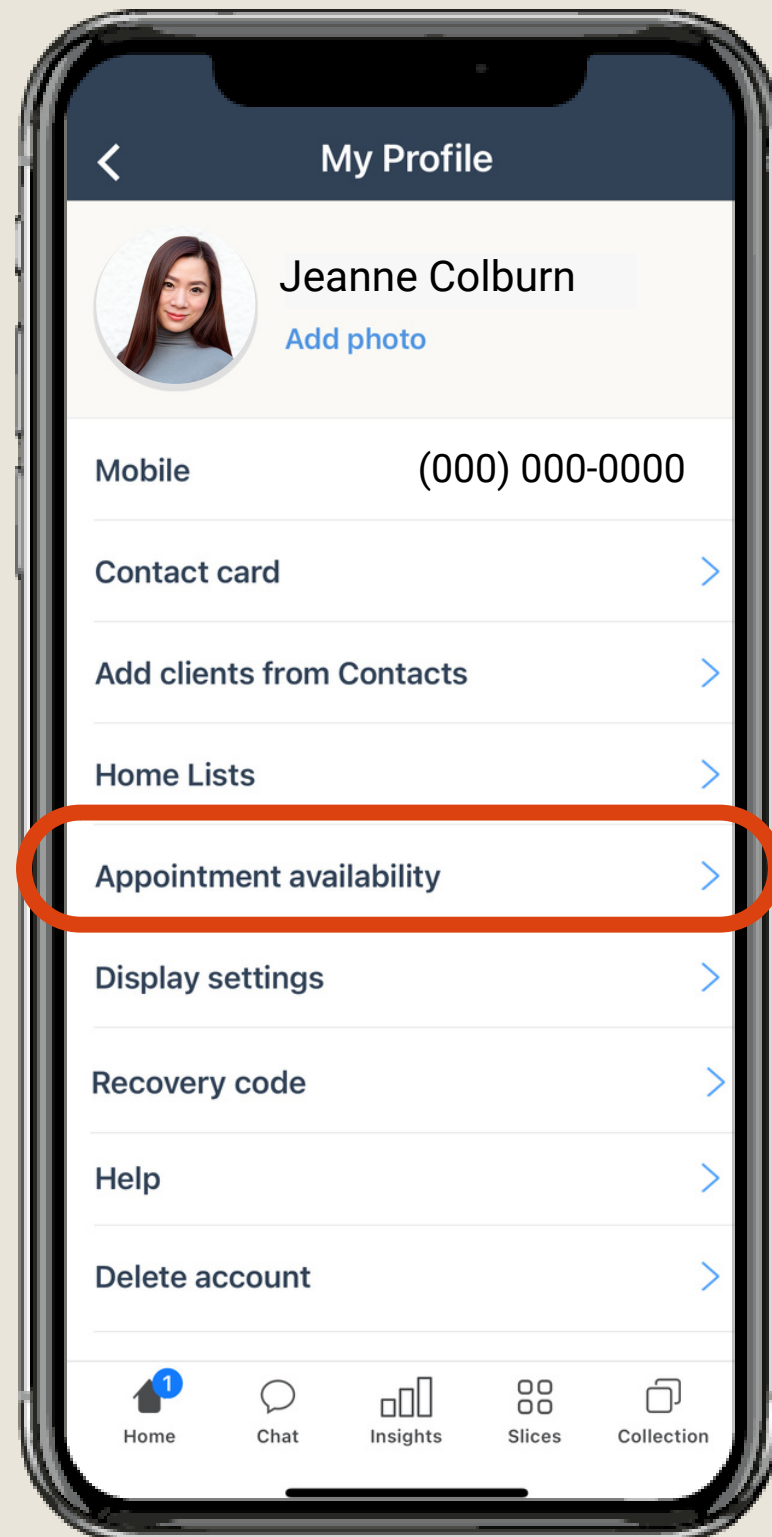 My Profile
Jeanne Colburn
Add photo
Mobile (000) 000-0000
Contact card
Add clients from Contacts
Home Lists
Appointment availability
Display settings
Recovery code
Help
Delete account
1
Home Chat Insights Slices Collection